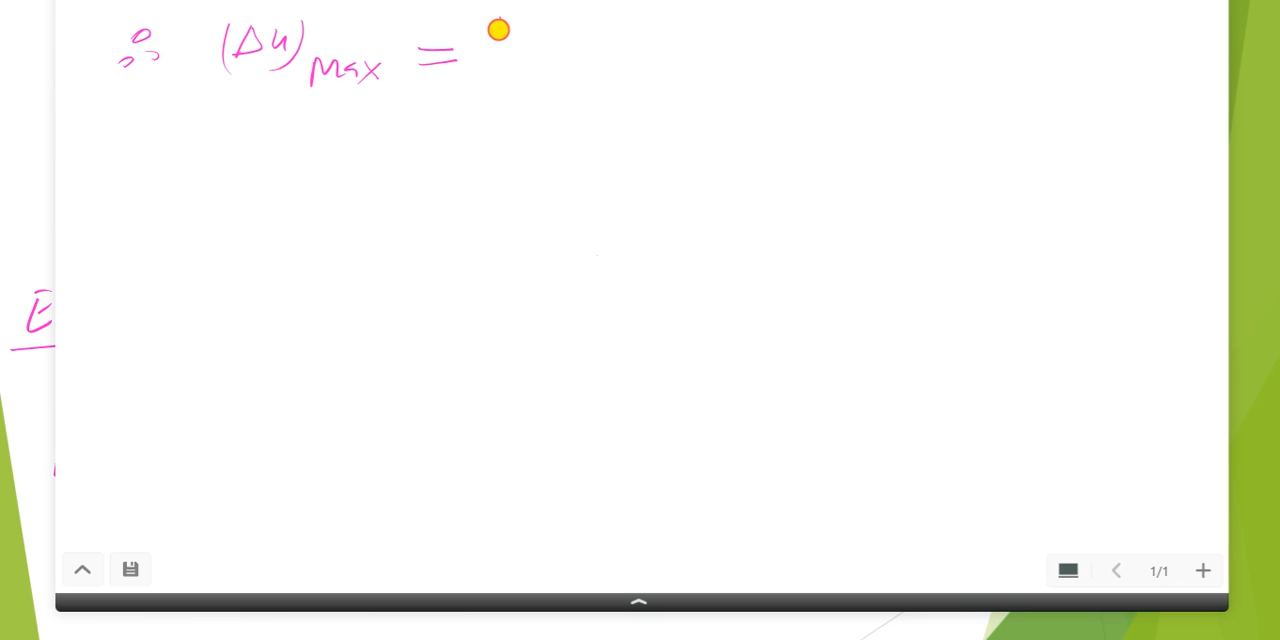 ∴ (Δu)Max =
E
1/1